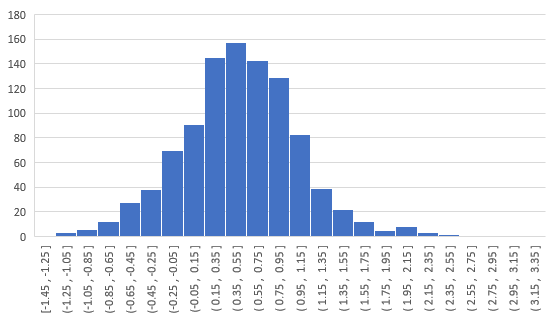 180
160
140
120
100
80
60
40
20
0
[-1.45 , -1.25 ]
(-1.25 , -1.05 ]
(-1.05 , -0.85 ]
(-0.85 , -0.65 ]
(-0.65 , -0.45 ]
(-0.45 , -0.25 ]
(-0.25 , -0.05 ]
(-0.05 , 0.15 ]
( 0.15 , 0.35 ]
( 0.35 , 0.55 ]
( 0.55 , 0.75 ]
( 0.75 , 0.95 ]
( 0.95 , 1.15 ]
( 1.15 , 1.35 ]
( 1.35 , 1.55 ]
( 1.55 , 1.75 ]
( 1.75 , 1.95 ]
( 1.95 , 2.15 ]
( 2.15 , 2.35 ]
( 2.35 , 2.55 ]
( 2.55 , 2.75 ]
( 2.75 , 2.95 ]
( 2.95 , 3.15 ]
( 3.15 , 3.35 ]